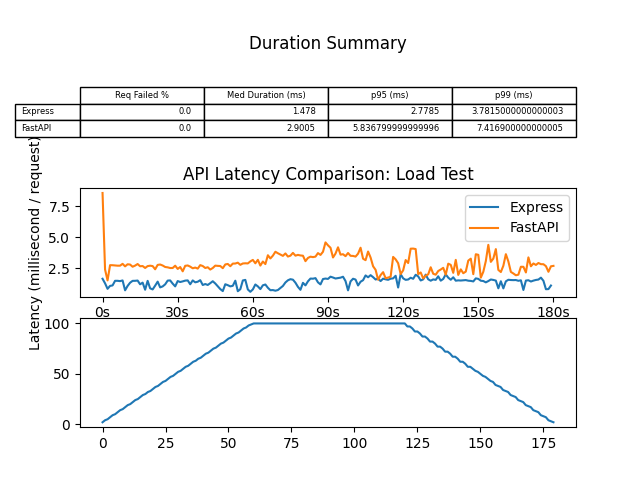 Duration Summary
Req Failed % Med Duration (ms) p95 (ms) p99 (ms)
Express 0.0 1.478 2.7785 3.7815000000000003
FastAPI 0.0 2.9005 5.836799999999996 7.416900000000005
API Latency Comparison: Load Test
Latency (millisecond / request)
7.5
5.0
2.5
Express
FastAPI
0s 30s 60s 90s 120s 150s 180s
100
50
0
0 25 50 75 100 125 150 175